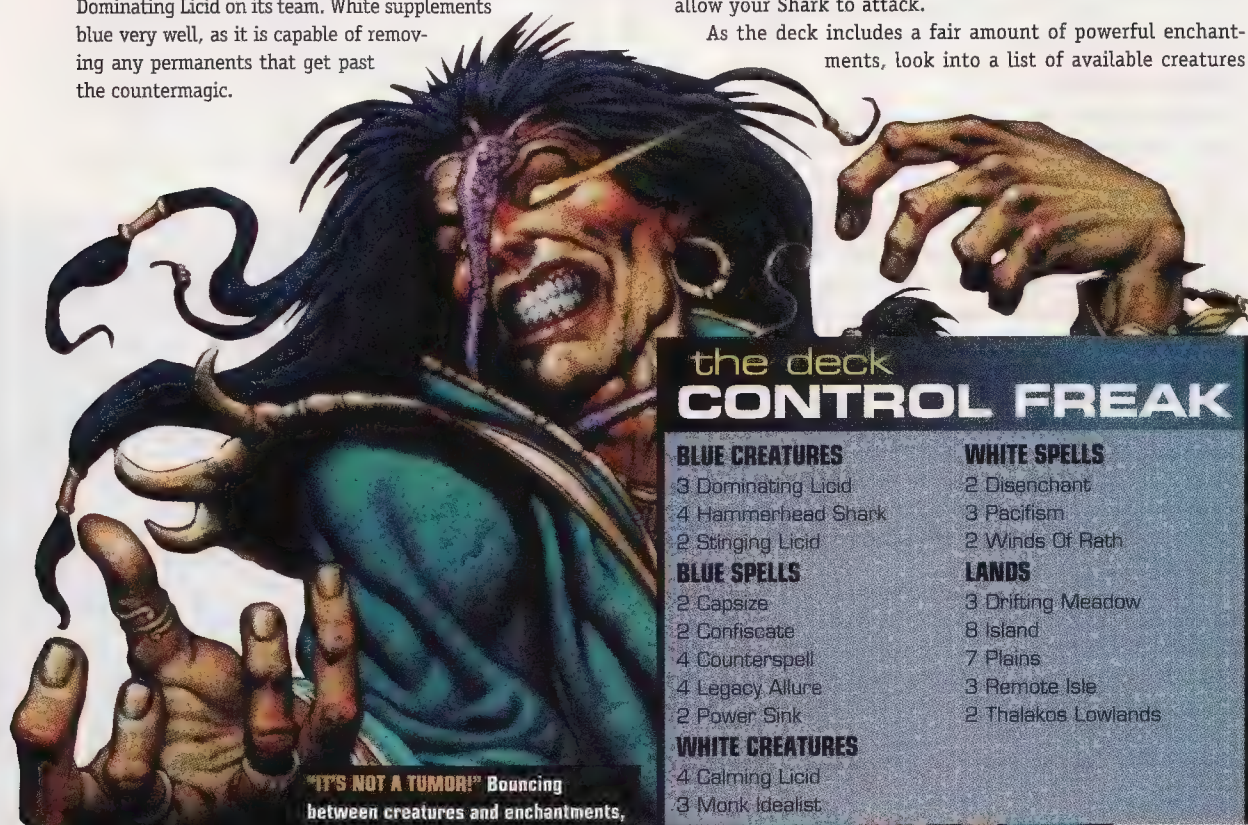 Dominating Licid on its team. White supplements
blue very well, as it is capable of remov-
ing any permanents that get past
the countermagic.
allow your Shark to attack.
As the deck includes a fair amount of powerful enchant-
ments, look into a list of available creatures
the deck
CONTROL FREAK
BLUE CREATURES
3 Dominating Licid
4 Hammerhead Shark
2 Stinging Licid
BLUE SPELLS
2 Capsize
2 Confiscate
4 Counterspell
4 Legacy Allure
2 Power Sink
WHITE CREATURES
4 Calming Licid
3 Monk Idealist
WHITE SPELLS
2 Disenchant
3 Pacifism
2 Winds Of Rath
LANDS
3 Drifting Meadow
8 Island
7 Plains
3 Remote Isle
2 Thalakos Lowlands
"IT'S NOT A TUMOR!" Bouncing
between creatures and enchantments,